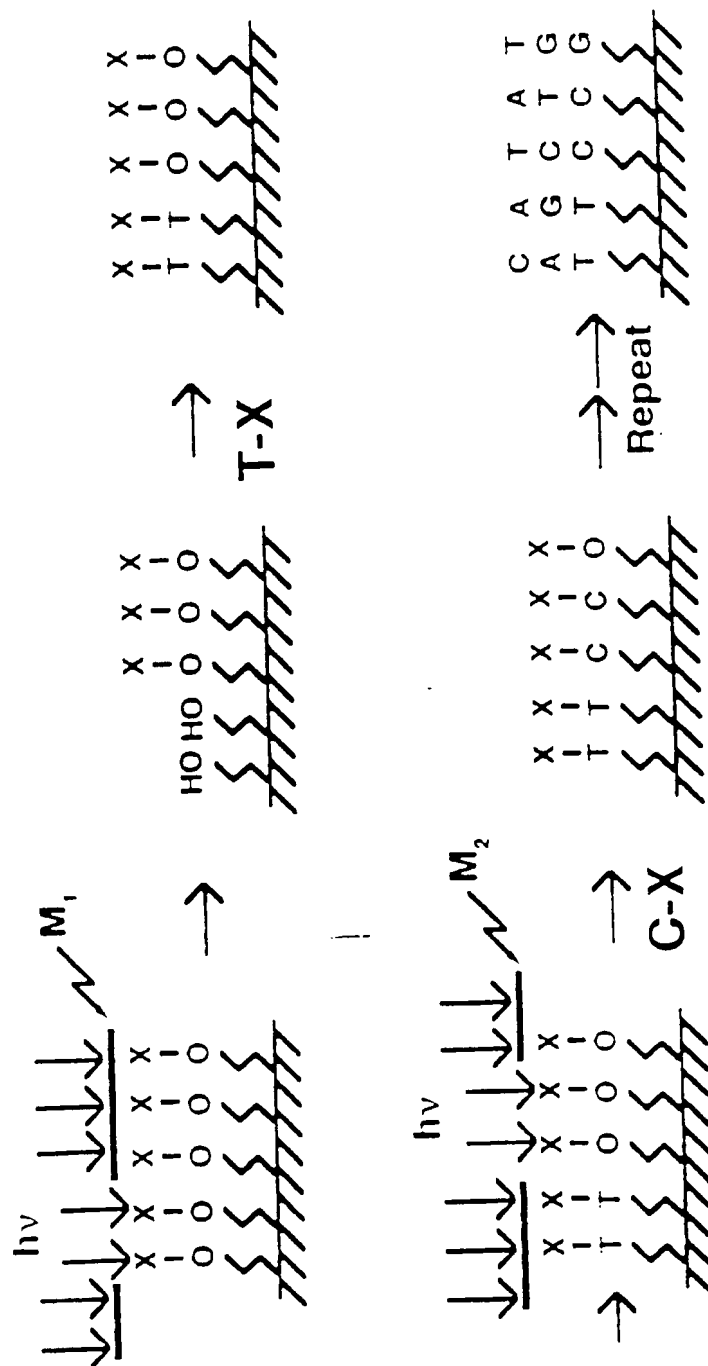 hν
M₁
X X X X X
O O O O O
X X X
HO HO O O O
T-X
X X X X X
T T O O O
hν
M₂
X X X X X
T T O O O
C-X
X X X X X
T T C C O
Repeat
C A T A T
A G C T G
T T C C G